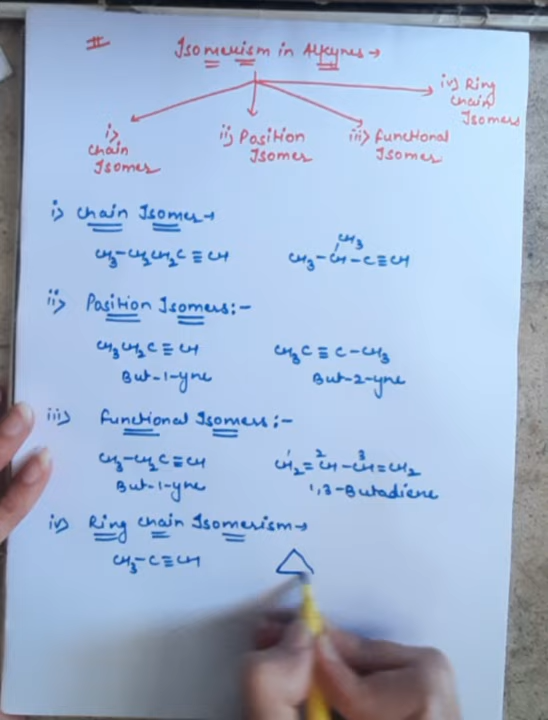 # Isomerism in Alkynes →
i) Chain Isomer
ii) Position Isomer
iii) Functional Isomer
iv) Ring Chain Isomers
i) Chain Isomer →
CH₃-CH₂CH₂C≡CH
CH₃
CH₃-CH-C≡CH
ii) Position Isomers:-
CH₃CH₂C≡CH CH₃C≡C-CH₃
But-1-yne But-2-yne
iii) Functional Isomers:-
1 2 3
CH₃-CH₂C≡CH CH₂=CH-CH=CH₂
But-1-yne 1,3-Butadiene
iv) Ring chain Isomerism →
CH₃-C≡CH